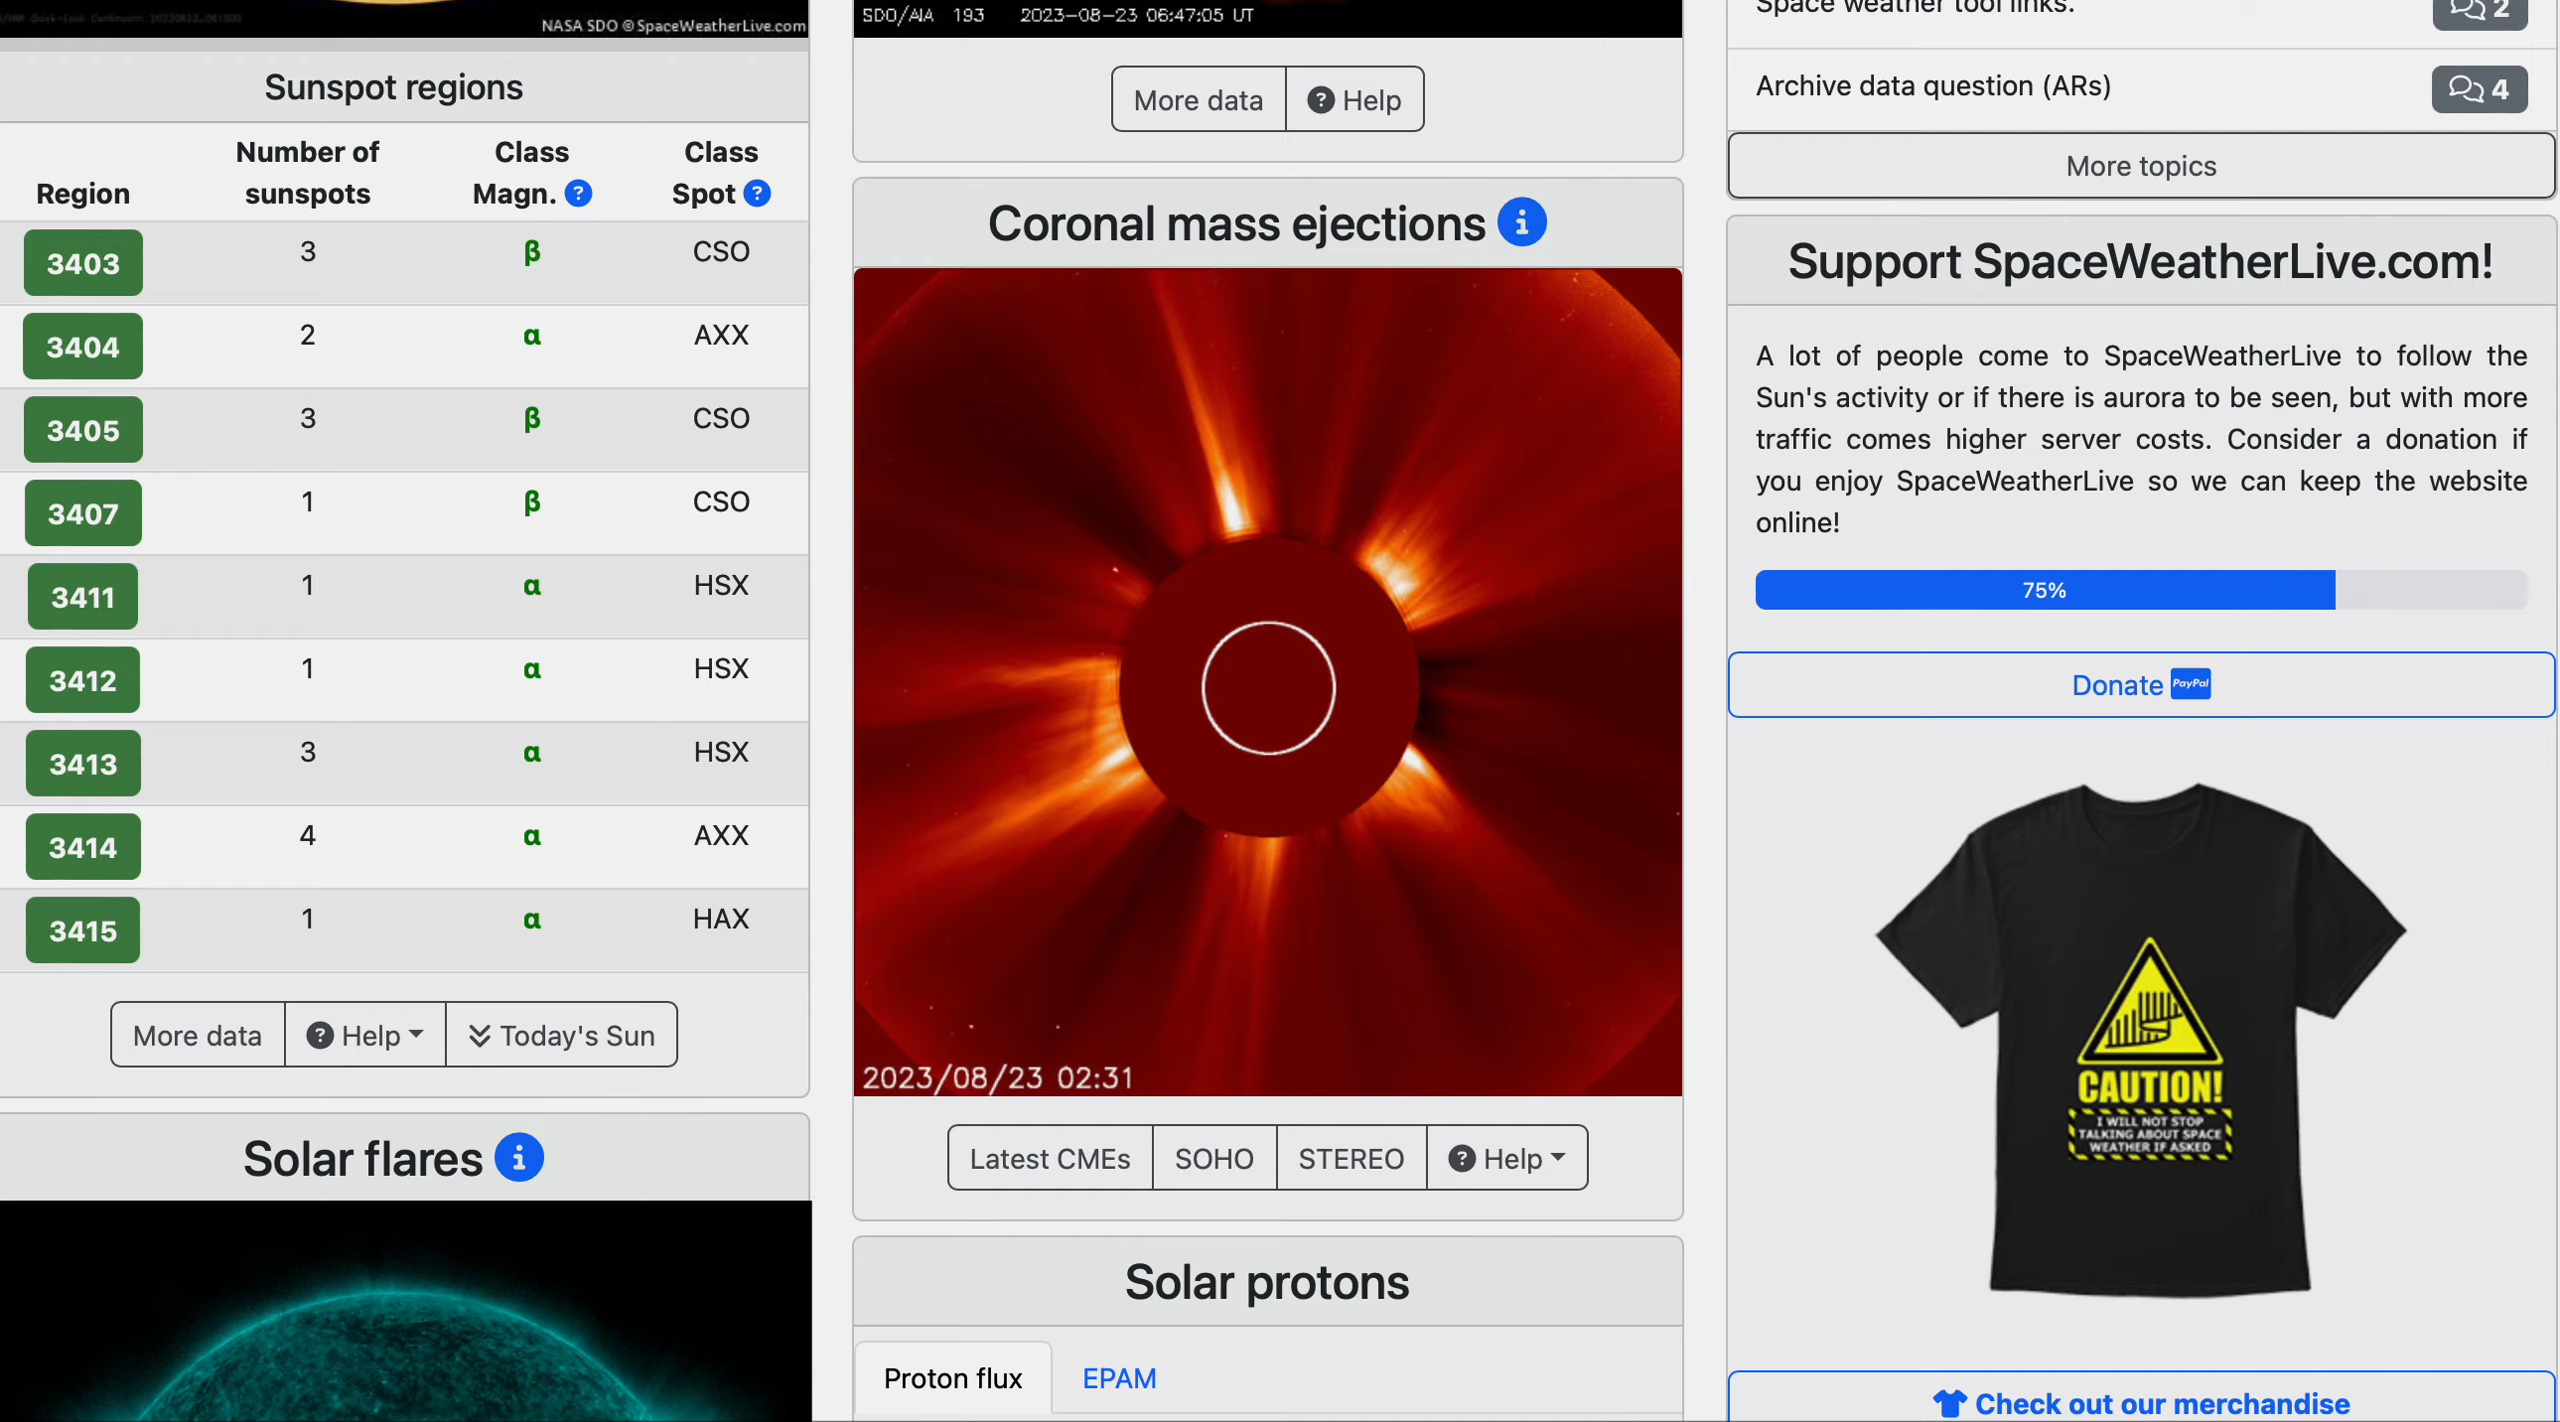 NASA SDO © SpaceWeatherLive.com
Sunspot regions
Region Number of sunspots Class Magn. Class Spot
3403 3 β CSO
3404 2 α AXX
3405 3 β CSO
3407 1 β CSO
3411 1 α HSX
3412 1 α HSX
3413 3 α HSX
3414 4 α AXX
3415 1 α HAX
More data ? Help Today's Sun
Solar flares i
SDO/AIA 193 2023-08-23 06:47:05 UT
More data ? Help
Coronal mass ejections i
2023/08/23 02:31
Latest CMEs SOHO STEREO ? Help
Solar protons
Proton flux EPAM
Space weather tool links. 2
Archive data question (ARs) 4
More topics
Support SpaceWeatherLive.com!
A lot of people come to SpaceWeatherLive to follow the
Sun's activity or if there is aurora to be seen, but with more
traffic comes higher server costs. Consider a donation if
you enjoy SpaceWeatherLive so we can keep the website
online!
75%
Donate PayPal
CAUTION!
I WILL NOT STOP
TALKING ABOUT SPACE
WEATHER IF ASKED
Check out our merchandise